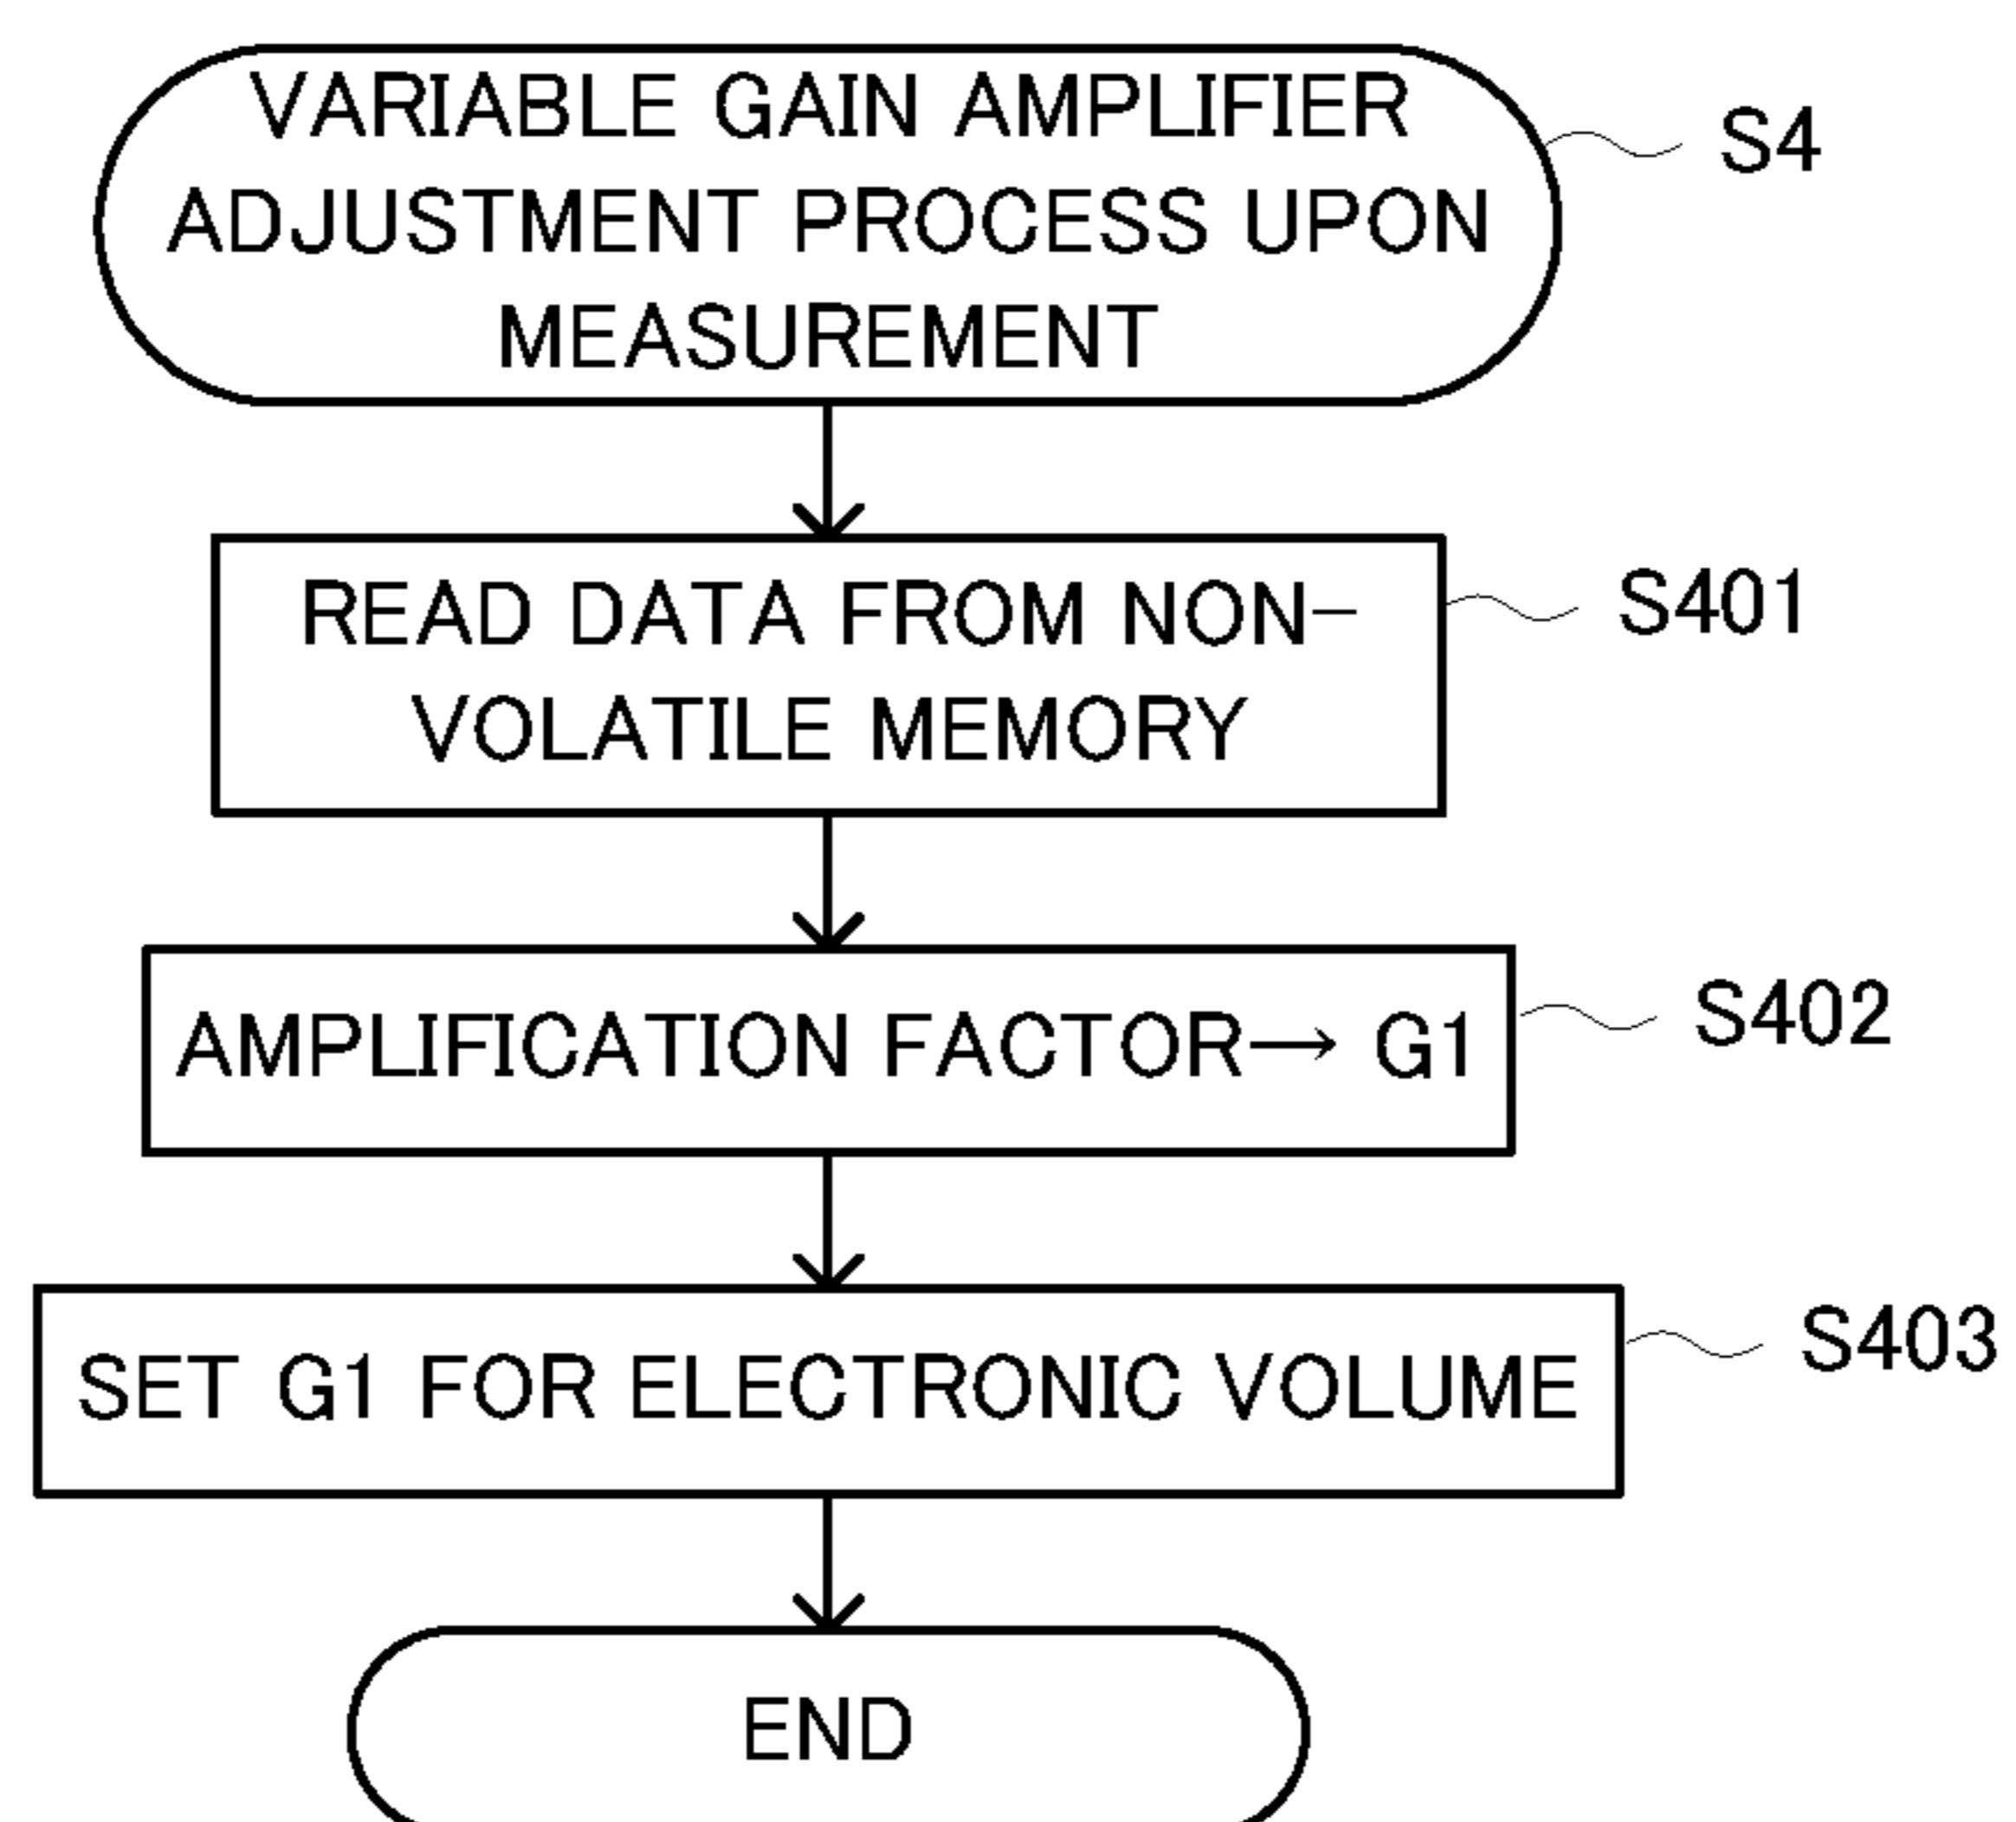 VARIABLE GAIN AMPLIFIER
ADJUSTMENT PROCESS UPON
MEASUREMENT
S4
READ DATA FROM NON-
VOLATILE MEMORY
S401
AMPLIFICATION FACTOR→ G1
S402
SET G1 FOR ELECTRONIC VOLUME
S403
END